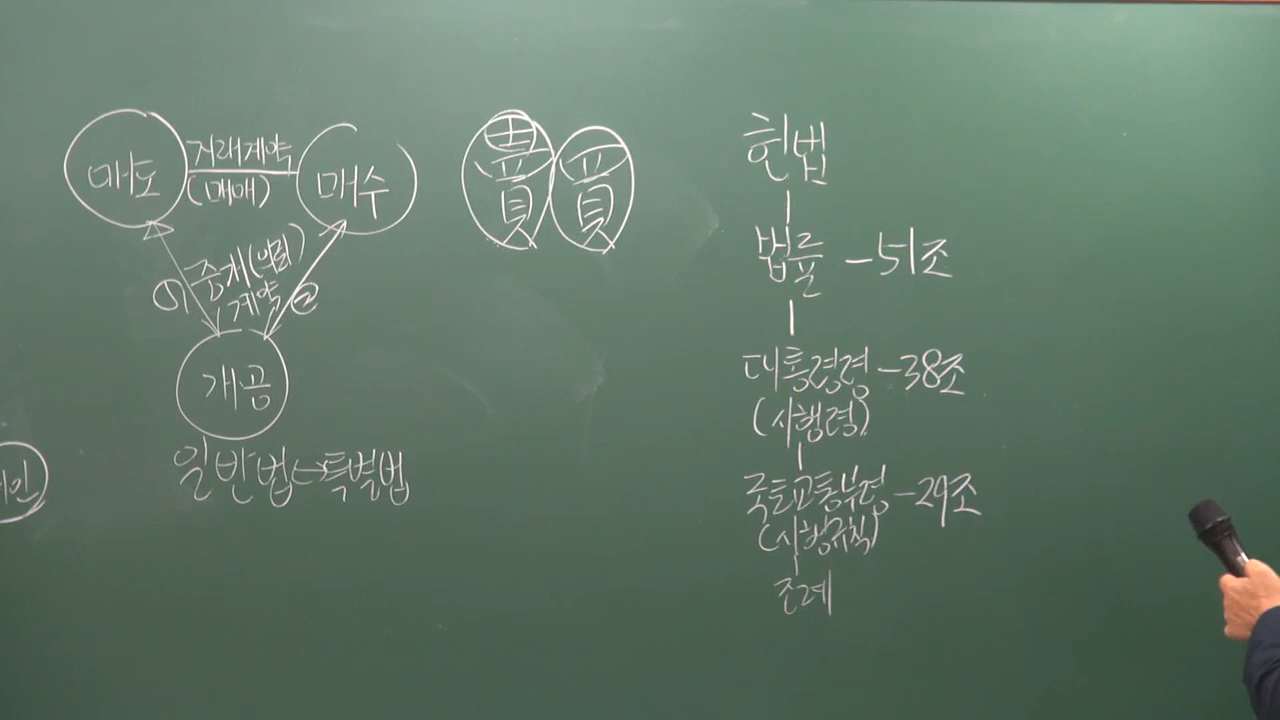 매도
거래계약
(매매)
매수
중개(의뢰)
계약
①
②
개공
일반법↔특별법
인
賣買
헌법
법률-51조
대통령령-38조
(시행령)
국토교통부령-29조
(시행규칙)
조례